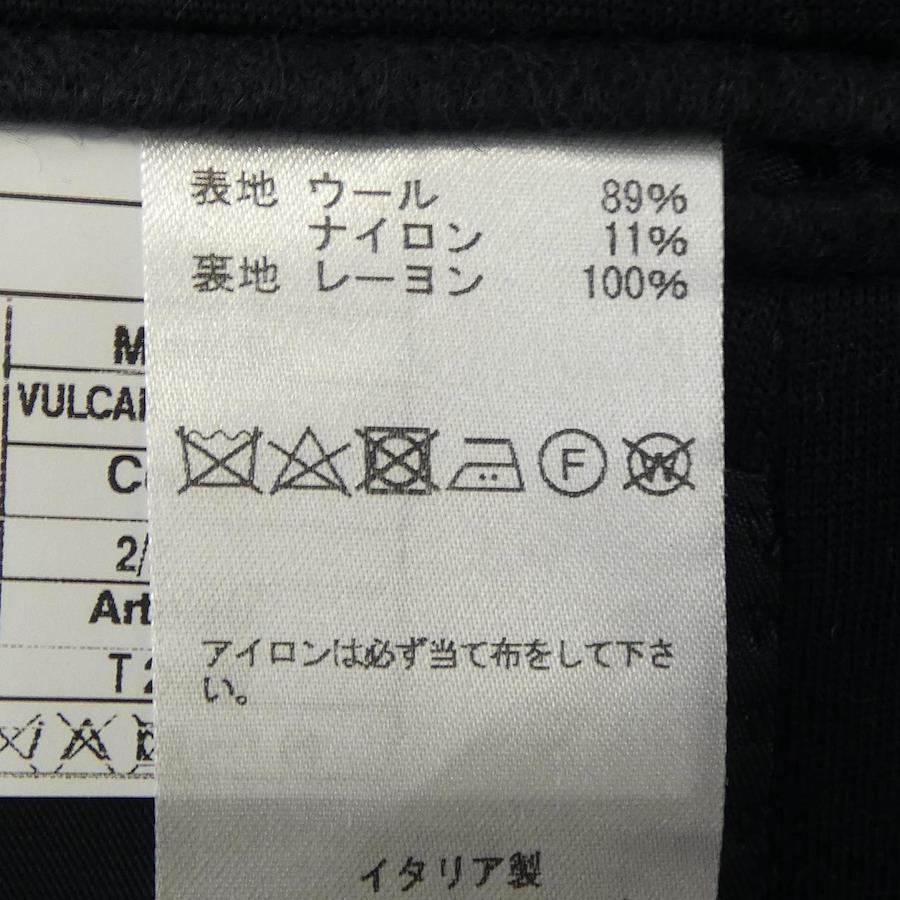 表地 ウール 89%
ナイロン 11%
裏地 レーヨン 100%
F
W
アイロンは必ず当て布をして下さ
い。
イタリア製
M
VULCA
C
2/
Art
T 2